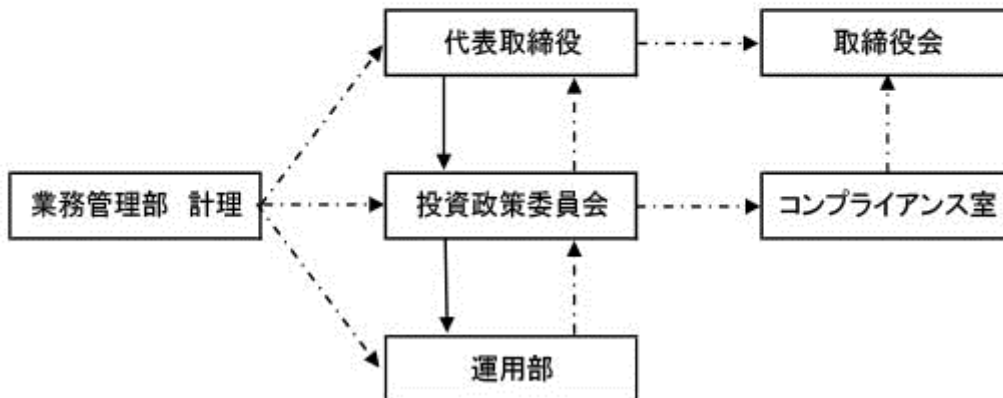 代表取締役
取締役会
業務管理部 計理
投資政策委員会
コンプライアンス室
運用部